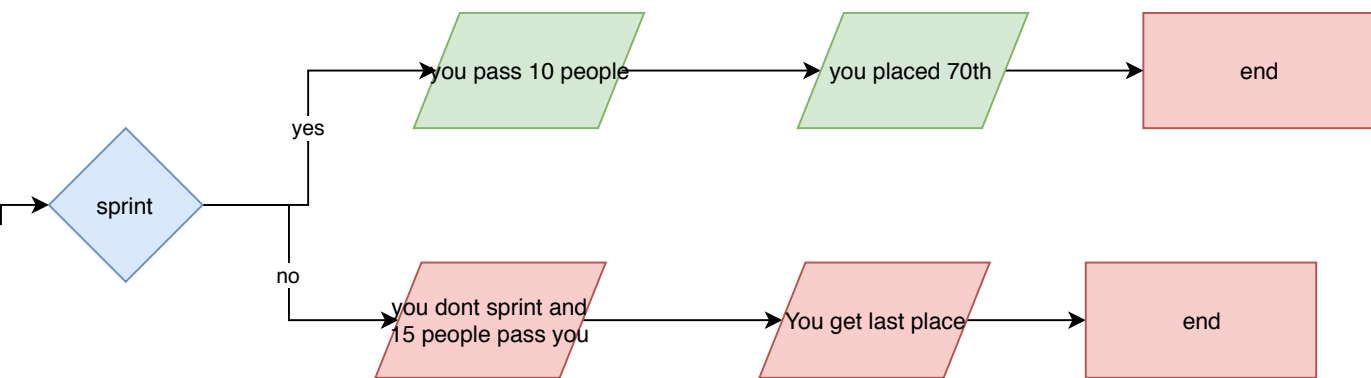 you pass 10 people
you placed 70th
end
yes
sprint
no
you dont sprint and
15 people pass you
You get last place
end